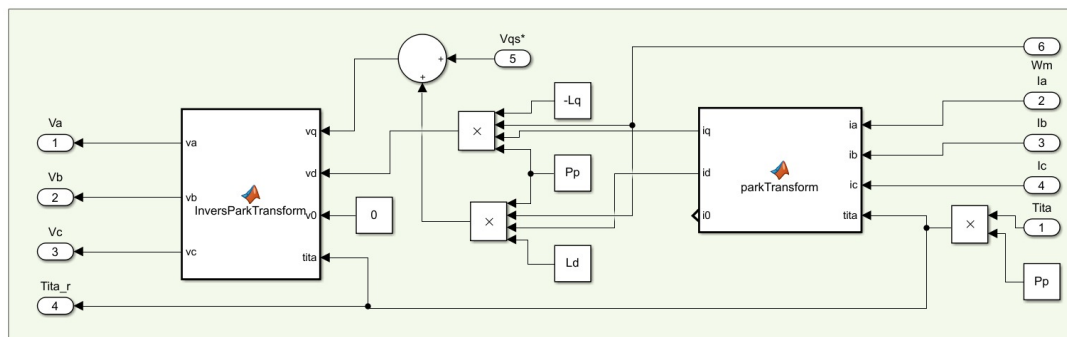 Vqs*
5
6
Wm
-Lq
Ia
2
Va
1
vq
va
iq
ia
Ib
3
×
ib
vd
id
Pp
parkTransform
Vb
2
vb
InversParkTransform
Ic
4
ic
v0
0
×
i0
tita
Tita
1
×
Vc
3
vc
tita
Ld
Pp
Tita_r
4